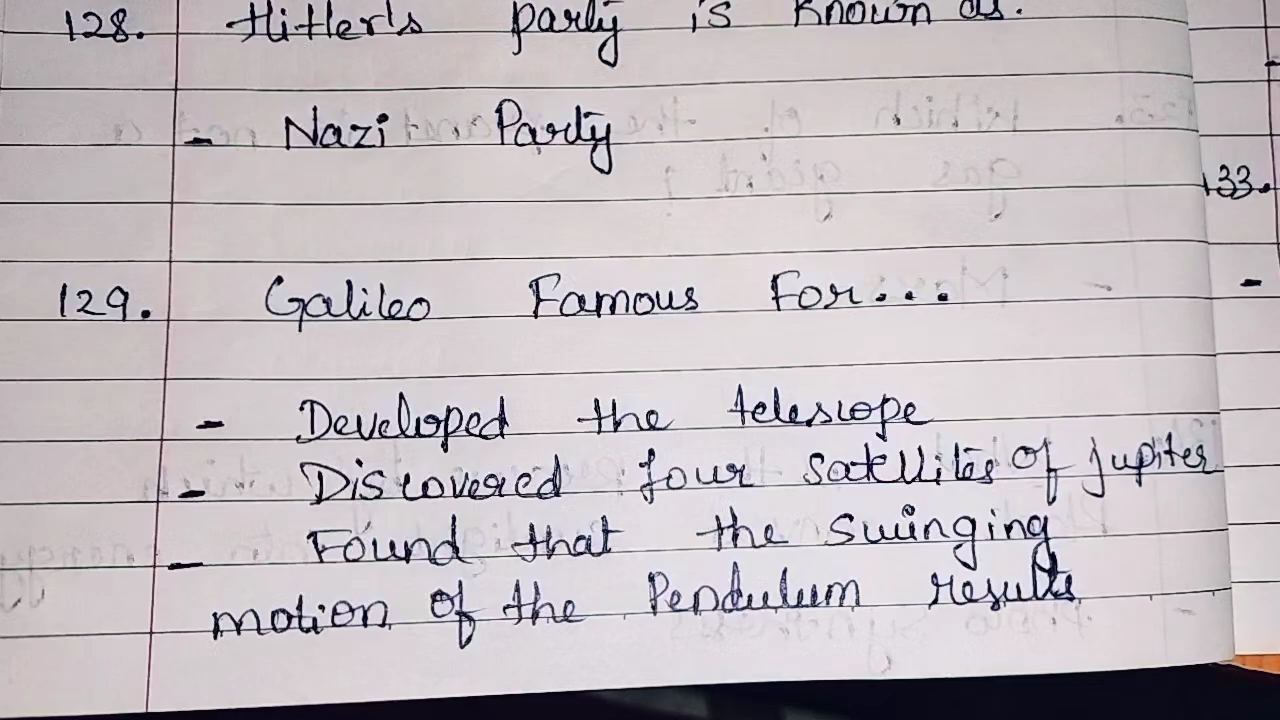 128. Hitler's party is known as.
- Nazi Party
133.
129. Galileo Famous For...
-
- Developed the telescope
- Discovered four satellites of jupiter
- Found that the swinging
motion of the Pendulum results